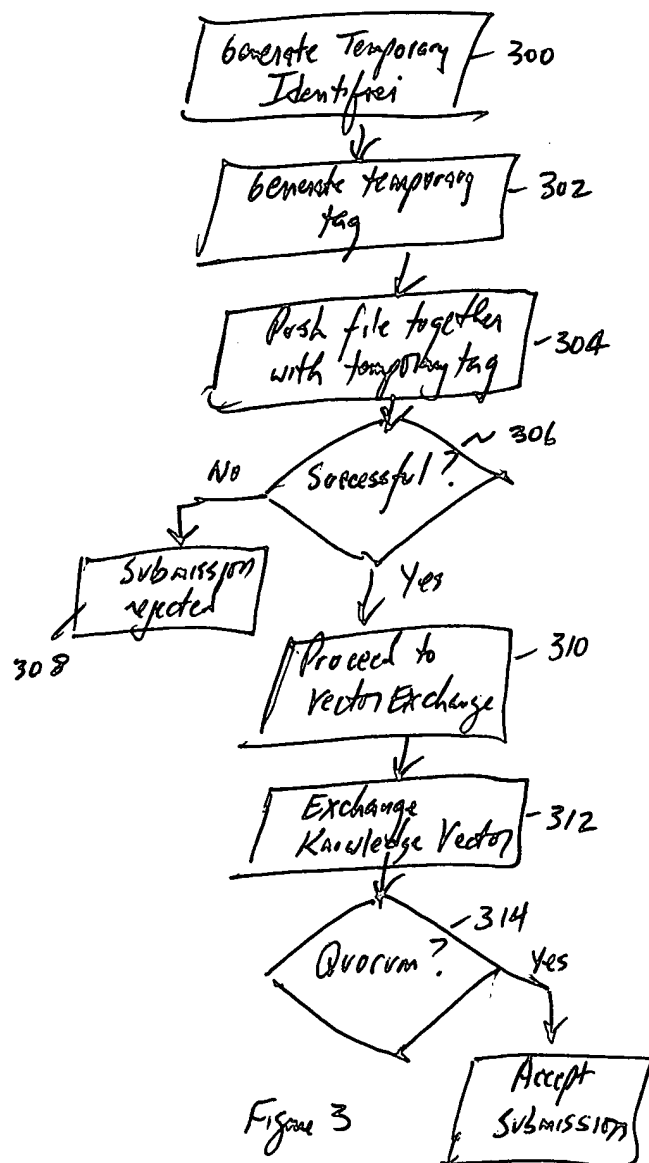 Generate Temporary
Identifier
300
Generate temporary
tag
302
Push file together
with temporary tag
304
306
Successful?
No
Submission
rejected
308
Yes
Proceed to
Vector Exchange
310
Exchange
Knowledge Vector
312
314
Quorum?
Yes
Accept
Submission
Figure 3